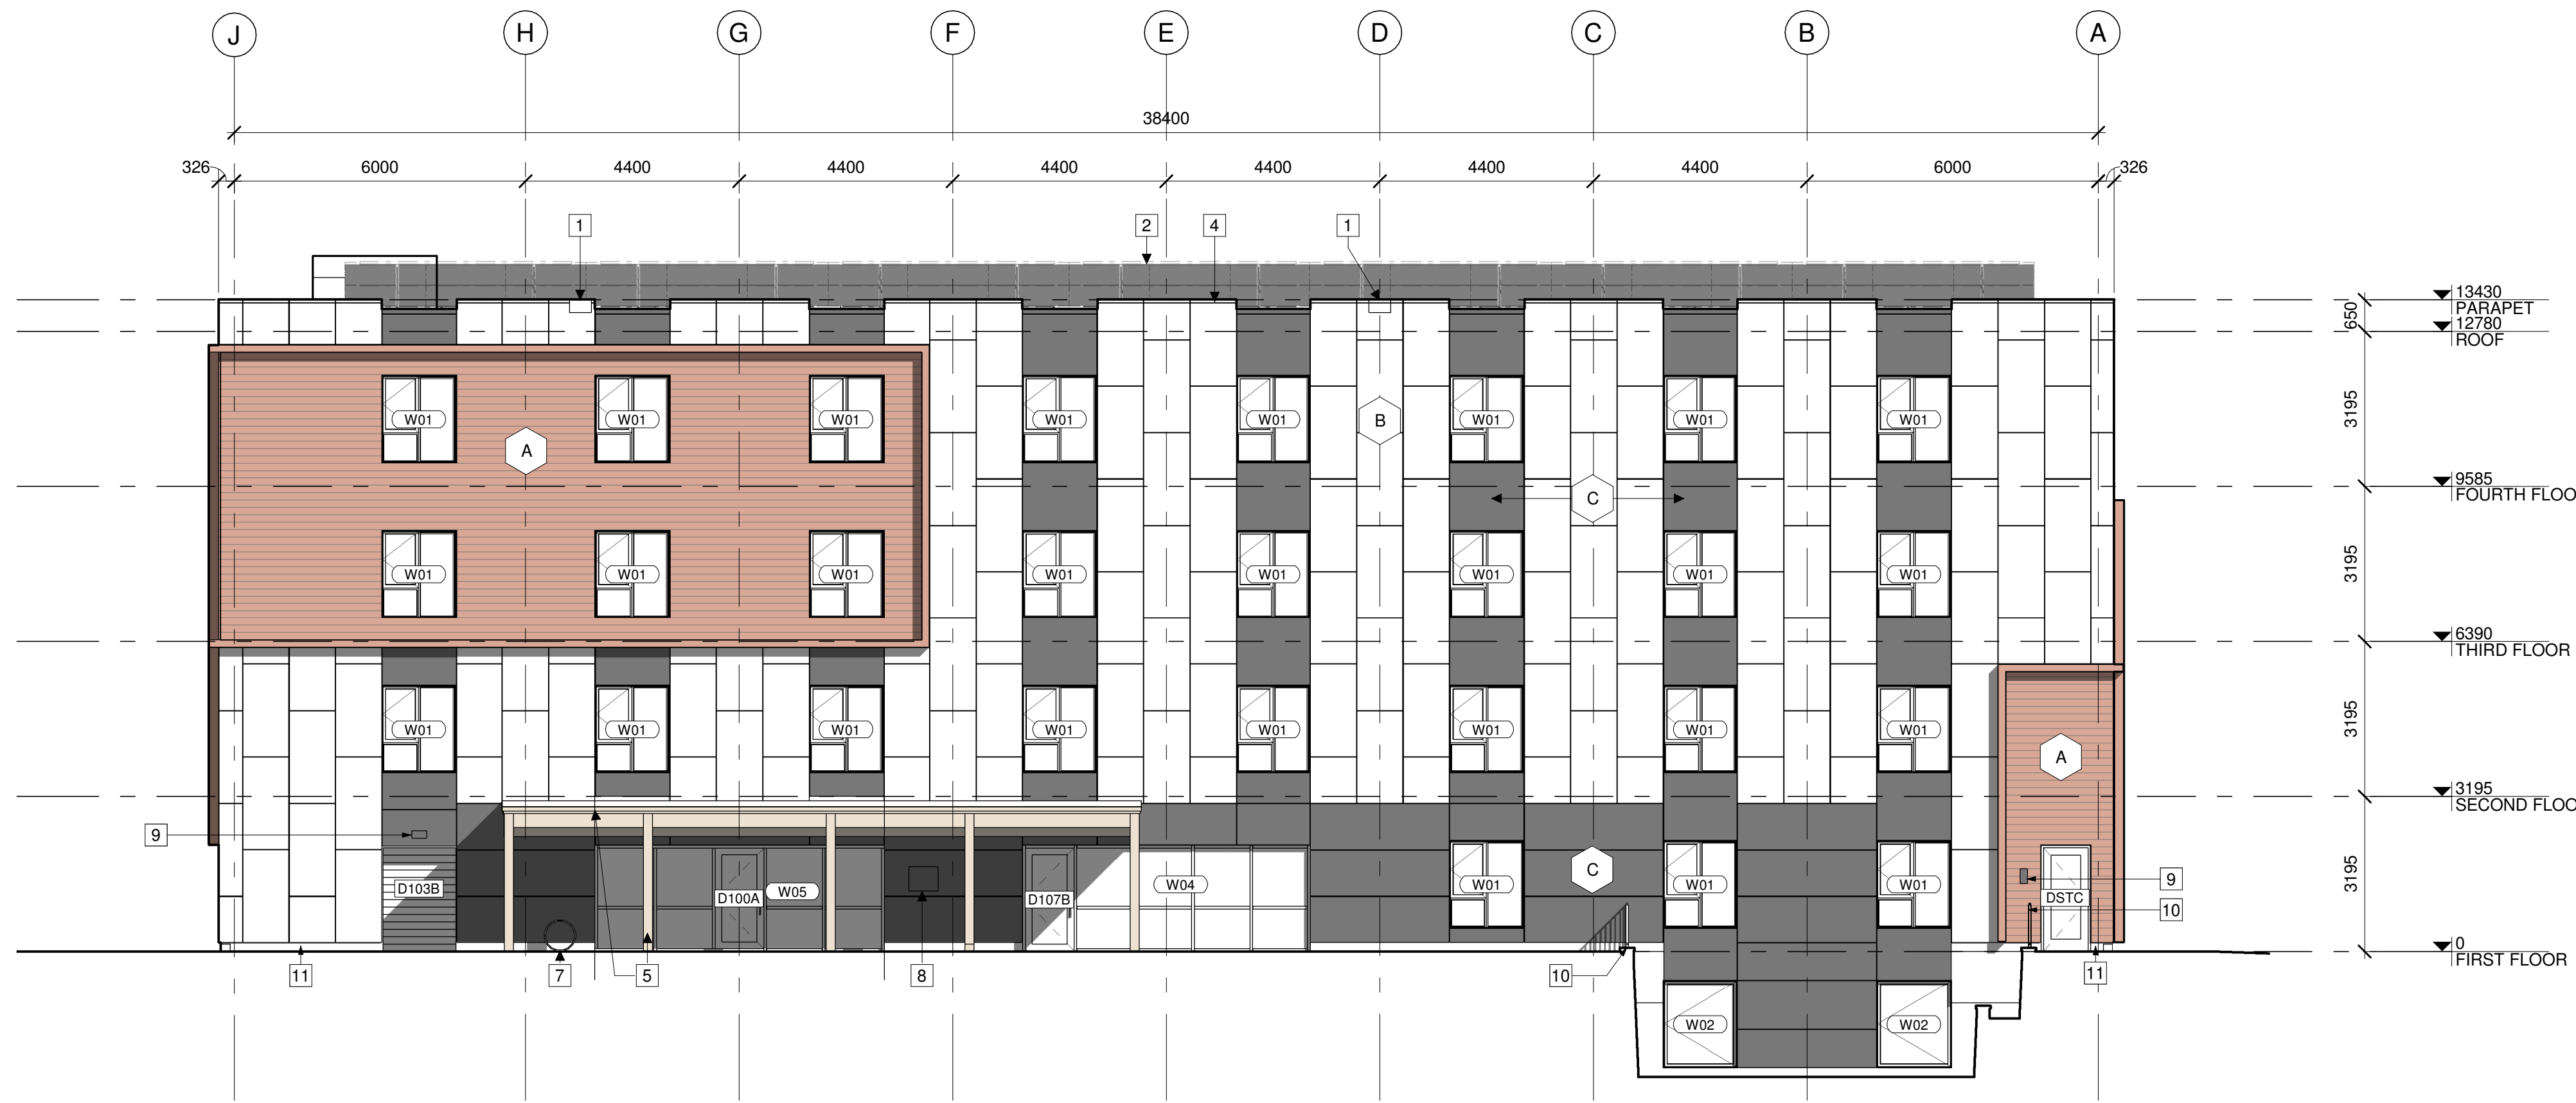 J H G F E D C B A
38400
326 6000 4400 4400 4400 4400 4400 4400 6000 326
1 2 4 1
13430
PARAPET
650
12780
ROOF
W01 W01 W01 W01 W01 W01 W01 W01
A B
3195
9585
FOURTH FLOO
C
W01 W01 W01 W01 W01 W01 W01 W01
3195
6390
THIRD FLOOR
W01 W01 W01 W01 W01 W01 W01 W01
A
3195
3195
SECOND FLOO
9
D103B D100A W05 D107B W04 W01 C W01 W01 DSTC
9
10
3195
0
FIRST FLOOR
11 7 5 8 10 11
W02 W02